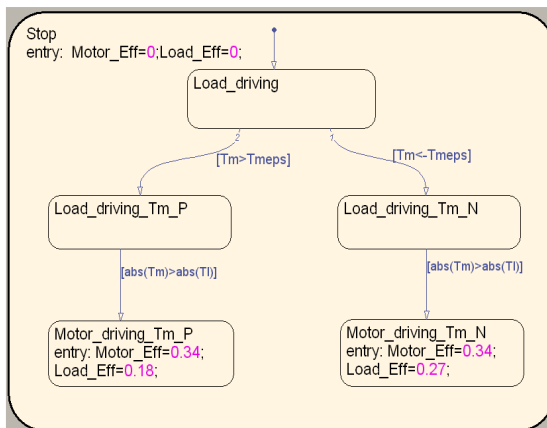 Stop
entry: Motor_Eff=0;Load_Eff=0;
Load_driving
2
1
[Tm>Tmeps]
[Tm<-Tmeps]
Load_driving_Tm_P
Load_driving_Tm_N
[abs(Tm)>abs(Tl)]
[abs(Tm)>abs(Tl)]
Motor_driving_Tm_P
entry: Motor_Eff=0.34;
Load_Eff=0.18;
Motor_driving_Tm_N
entry: Motor_Eff=0.34;
Load_Eff=0.27;